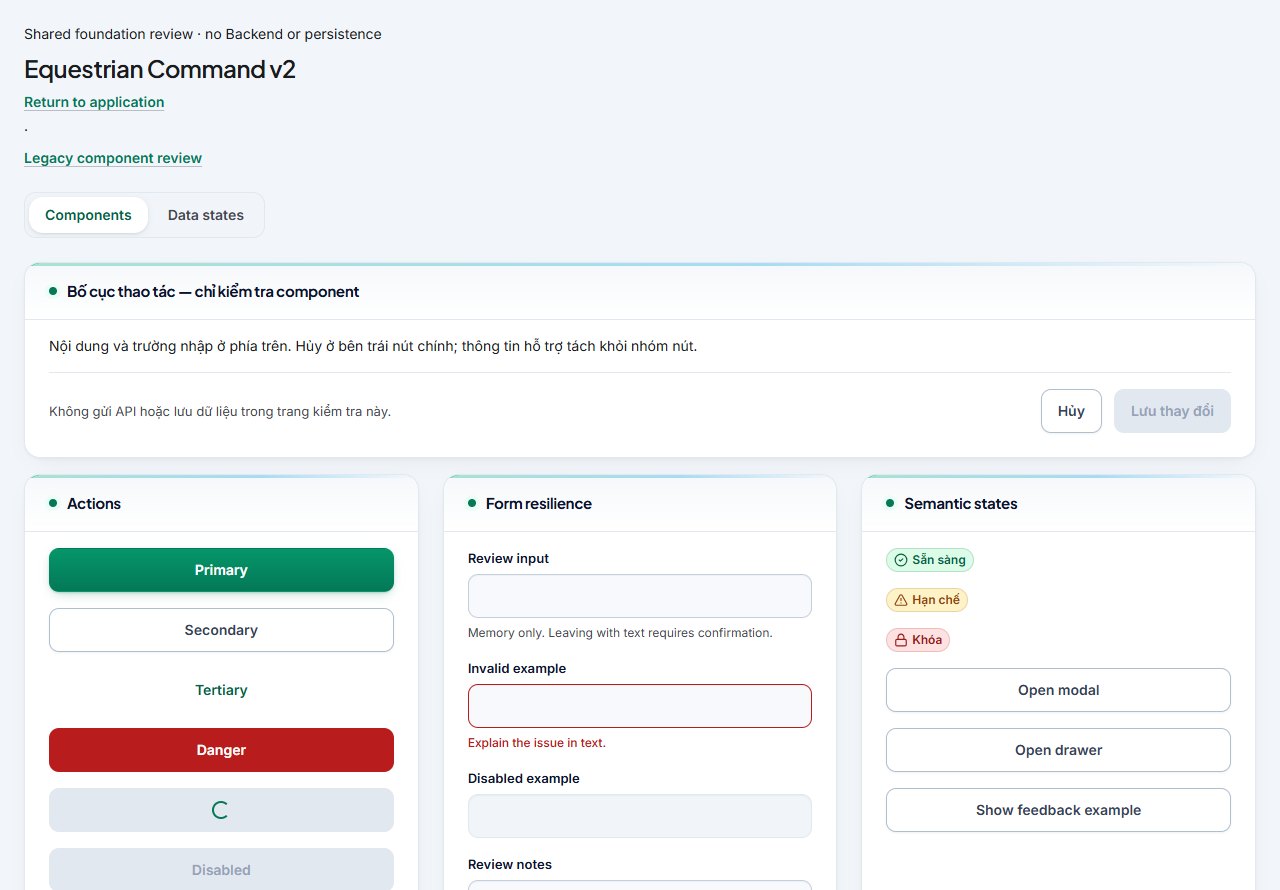 Shared foundation review · no Backend or persistence
Equestrian Command v2
Return to application
·
Legacy component review
Components
Data states
Bố cục thao tác — chỉ kiểm tra component
Nội dung và trường nhập ở phía trên. Hủy ở bên trái nút chính; thông tin hỗ trợ tách khỏi nhóm nút.
Không gửi API hoặc lưu dữ liệu trong trang kiểm tra này.
Hủy
Lưu thay đổi
Actions
Primary
Secondary
Tertiary
Danger
Disabled
Form resilience
Review input
Memory only. Leaving with text requires confirmation.
Invalid example
Explain the issue in text.
Disabled example
Review notes
Semantic states
Sẵn sàng
Hạn chế
Khóa
Open modal
Open drawer
Show feedback example